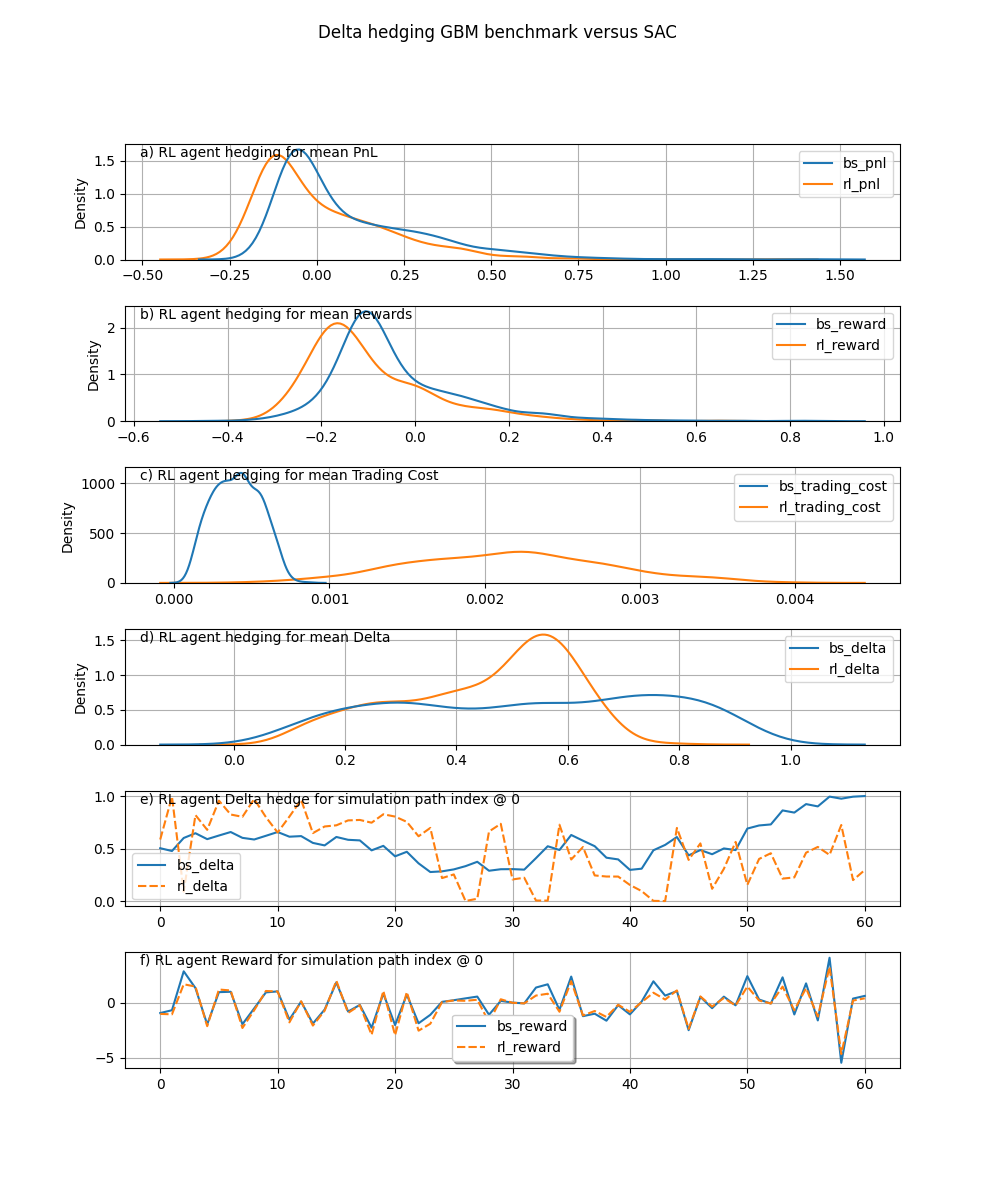 Delta hedging GBM benchmark versus SAC
a) RL agent hedging for mean PnL
bs_pnl
rl_pnl
Density
0.0
0.5
1.0
1.5
−0.50
−0.25
0.00
0.25
0.50
0.75
1.00
1.25
1.50
b) RL agent hedging for mean Rewards
bs_reward
rl_reward
Density
0
1
2
−0.6
−0.4
−0.2
0.0
0.2
0.4
0.6
0.8
1.0
c) RL agent hedging for mean Trading Cost
bs_trading_cost
rl_trading_cost
Density
0
500
1000
0.000
0.001
0.002
0.003
0.004
d) RL agent hedging for mean Delta
bs_delta
rl_delta
Density
0.0
0.5
1.0
1.5
0.0
0.2
0.4
0.6
0.8
1.0
e) RL agent Delta hedge for simulation path index @ 0
bs_delta
rl_delta
0.0
0.5
1.0
0
10
20
30
40
50
60
f) RL agent Reward for simulation path index @ 0
bs_reward
rl_reward
−5
0
0
10
20
30
40
50
60